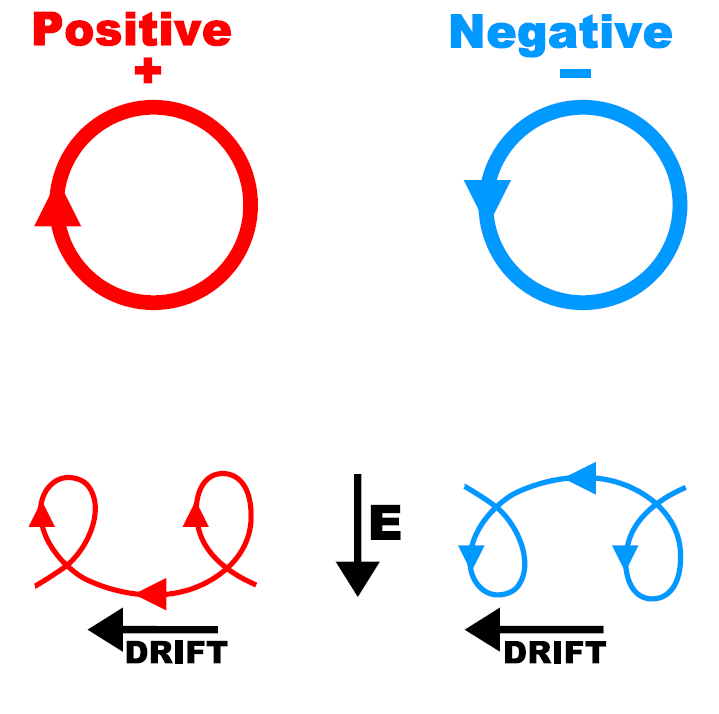 Positive
+
Negative
–
E
DRIFT
DRIFT